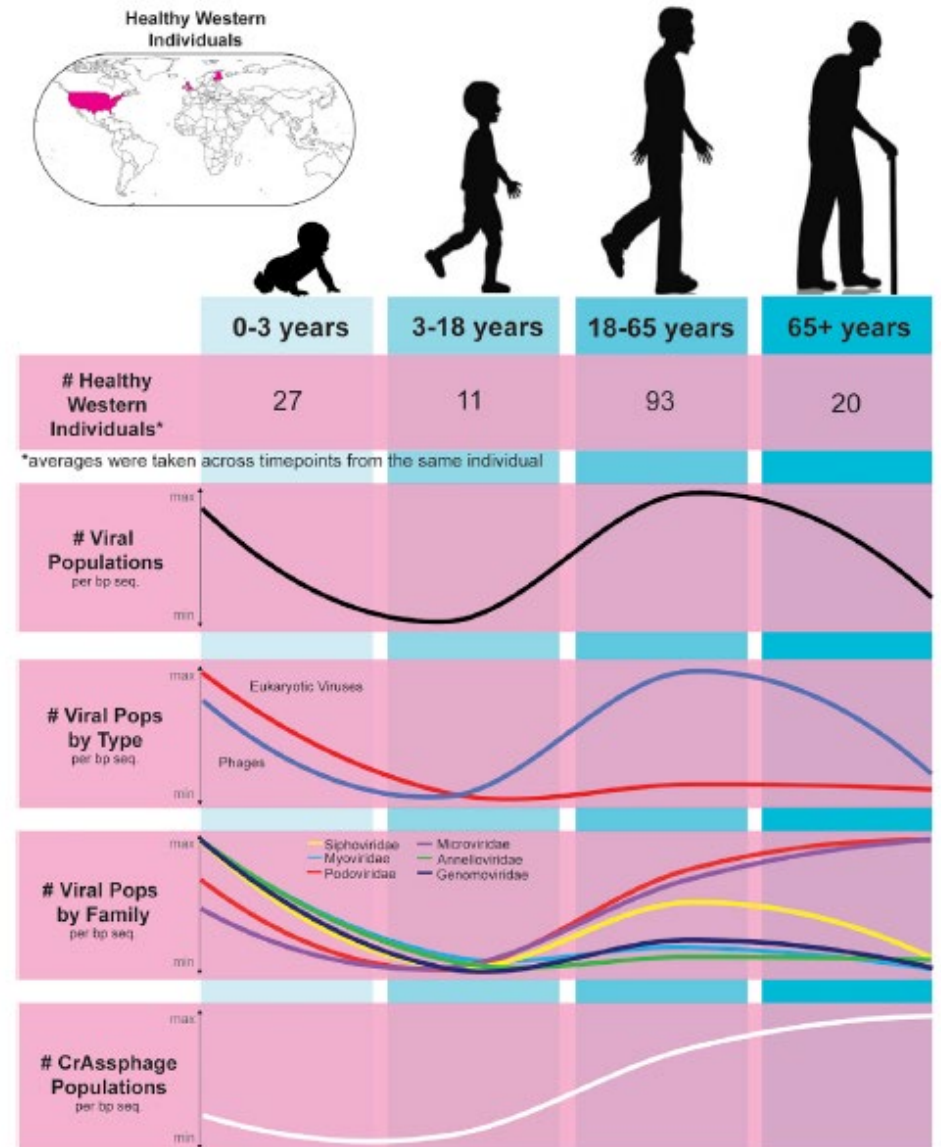 Healthy Western
Individuals
0-3 years
3-18 years
18-65 years
65+ years
# Healthy
Western
Individuals*
27
11
93
20
*averages were taken across timepoints from the same individual
# Viral
Populations
per bp seq.
max
min
# Viral Pops
by Type
per bp seq.
max
min
Eukaryotic Viruses
Phages
# Viral Pops
by Family
per bp seq.
max
min
Siphoviridae
Myoviridae
Podoviridae
Microviridae
Annelloviridae
Genomoviridae
# CrAssphage
Populations
per bp seq.
max
min